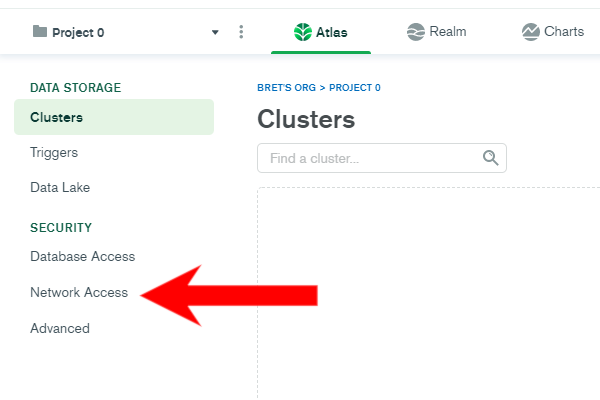 Project 0
Atlas
Realm
Charts
DATA STORAGE
Clusters
Triggers
Data Lake
SECURITY
Database Access
Network Access
Advanced
BRET'S ORG > PROJECT 0
Clusters
Find a cluster...